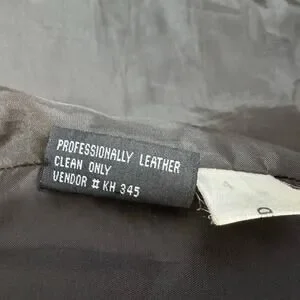 PROFESSIONALLY LEATHER
CLEAN ONLY
VENDOR # KH 345